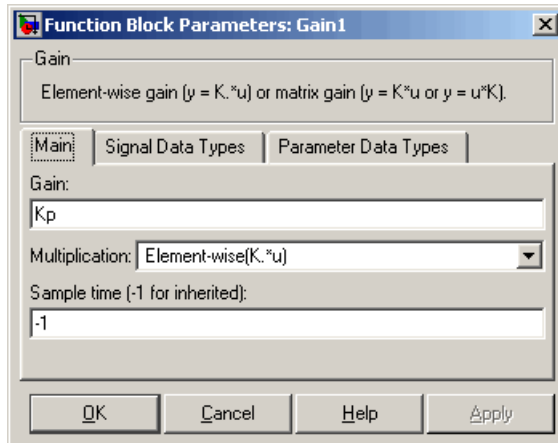 Function Block Parameters: Gain1
Gain
Element-wise gain (y = K.*u) or matrix gain (y = K*u or y = u*K).
Main Signal Data Types Parameter Data Types
Gain:
Kp
Multiplication: Element-wise(K.*u)
Sample time (-1 for inherited):
-1
OK Cancel Help Apply